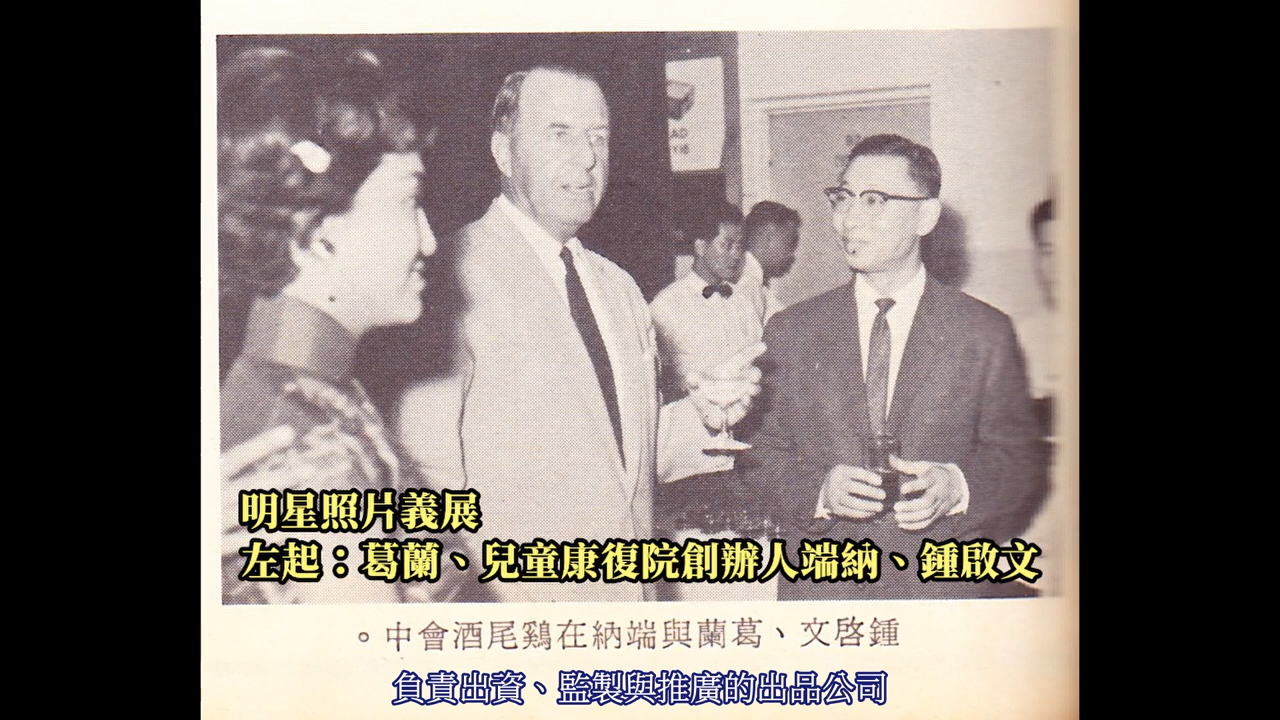 明星照片義展
左起：葛蘭、兒童康復院創辦人端納、鍾啟文
鍾啓文、葛蘭與端納在鷄尾酒會中。
負責出資、監製與推廣的出品公司